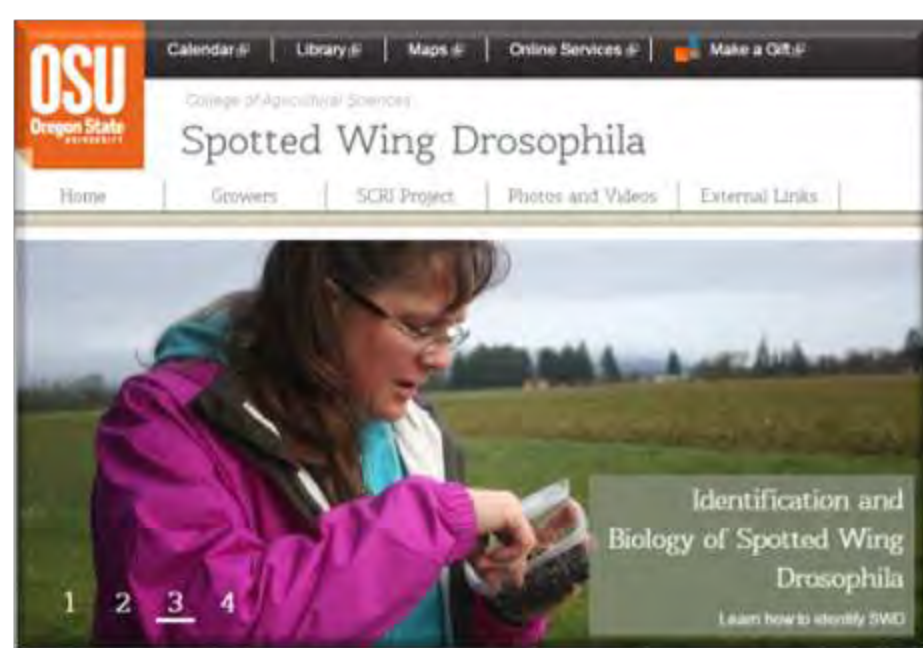 Calendar
Library
Maps
Online Services
Make a Gift
OSU
Oregon State
UNIVERSITY
College of Agricultural Sciences
Spotted Wing Drosophila
Home
Growers
SCRI Project
Photos and Videos
External Links
Identification and
Biology of Spotted Wing
Drosophila
Learn how to identify SWD
1 2 3 4